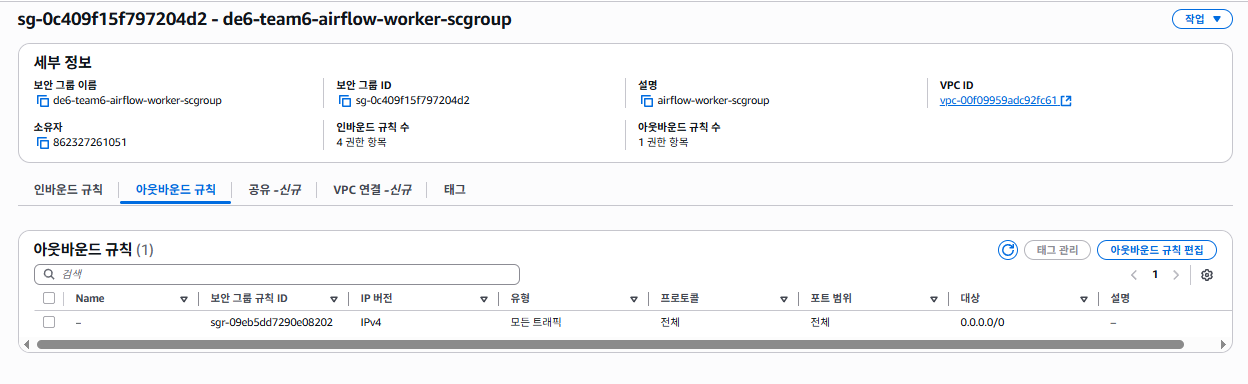 sg-0c409f15f797204d2 - de6-team6-airflow-worker-scgroup
작업
세부 정보
보안 그룹 이름
de6-team6-airflow-worker-scgroup
보안 그룹 ID
sg-0c409f15f797204d2
설명
airflow-worker-scgroup
VPC ID
vpc-00f09959adc92fc61
소유자
862327261051
인바운드 규칙 수
4 권한 항목
아웃바운드 규칙 수
1 권한 항목
인바운드 규칙 아웃바운드 규칙 공유 -신규 VPC 연결 -신규 태그
아웃바운드 규칙 (1)
태그 관리
아웃바운드 규칙 편집
검색
1
Name 보안 그룹 규칙 ID IP 버전 유형 프로토콜 포트 범위 대상 설명
– sgr-09eb5dd7290e08202 IPv4 모든 트래픽 전체 전체 0.0.0.0/0 –